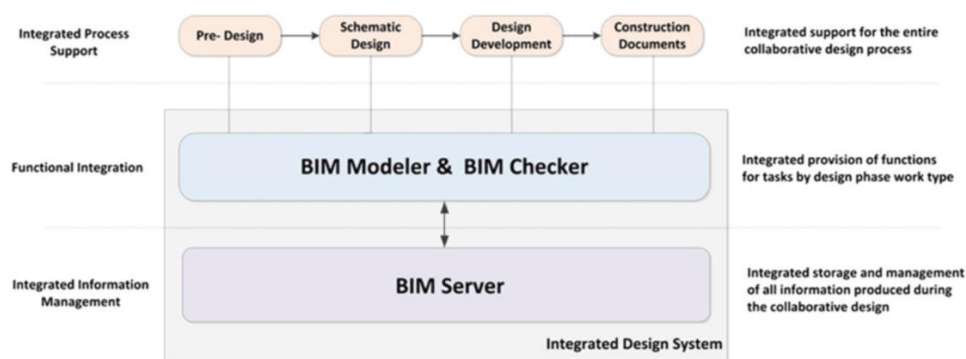 Integrated Process
Support
Pre- Design
Schematic
Design
Design
Development
Construction
Documents
Integrated support for the entire
collaborative design process
Functional Integration
BIM Modeler & BIM Checker
Integrated provision of functions
for tasks by design phase work type
Integrated Information
Management
BIM Server
Integrated storage and management
of all information produced during
the collaborative design
Integrated Design System